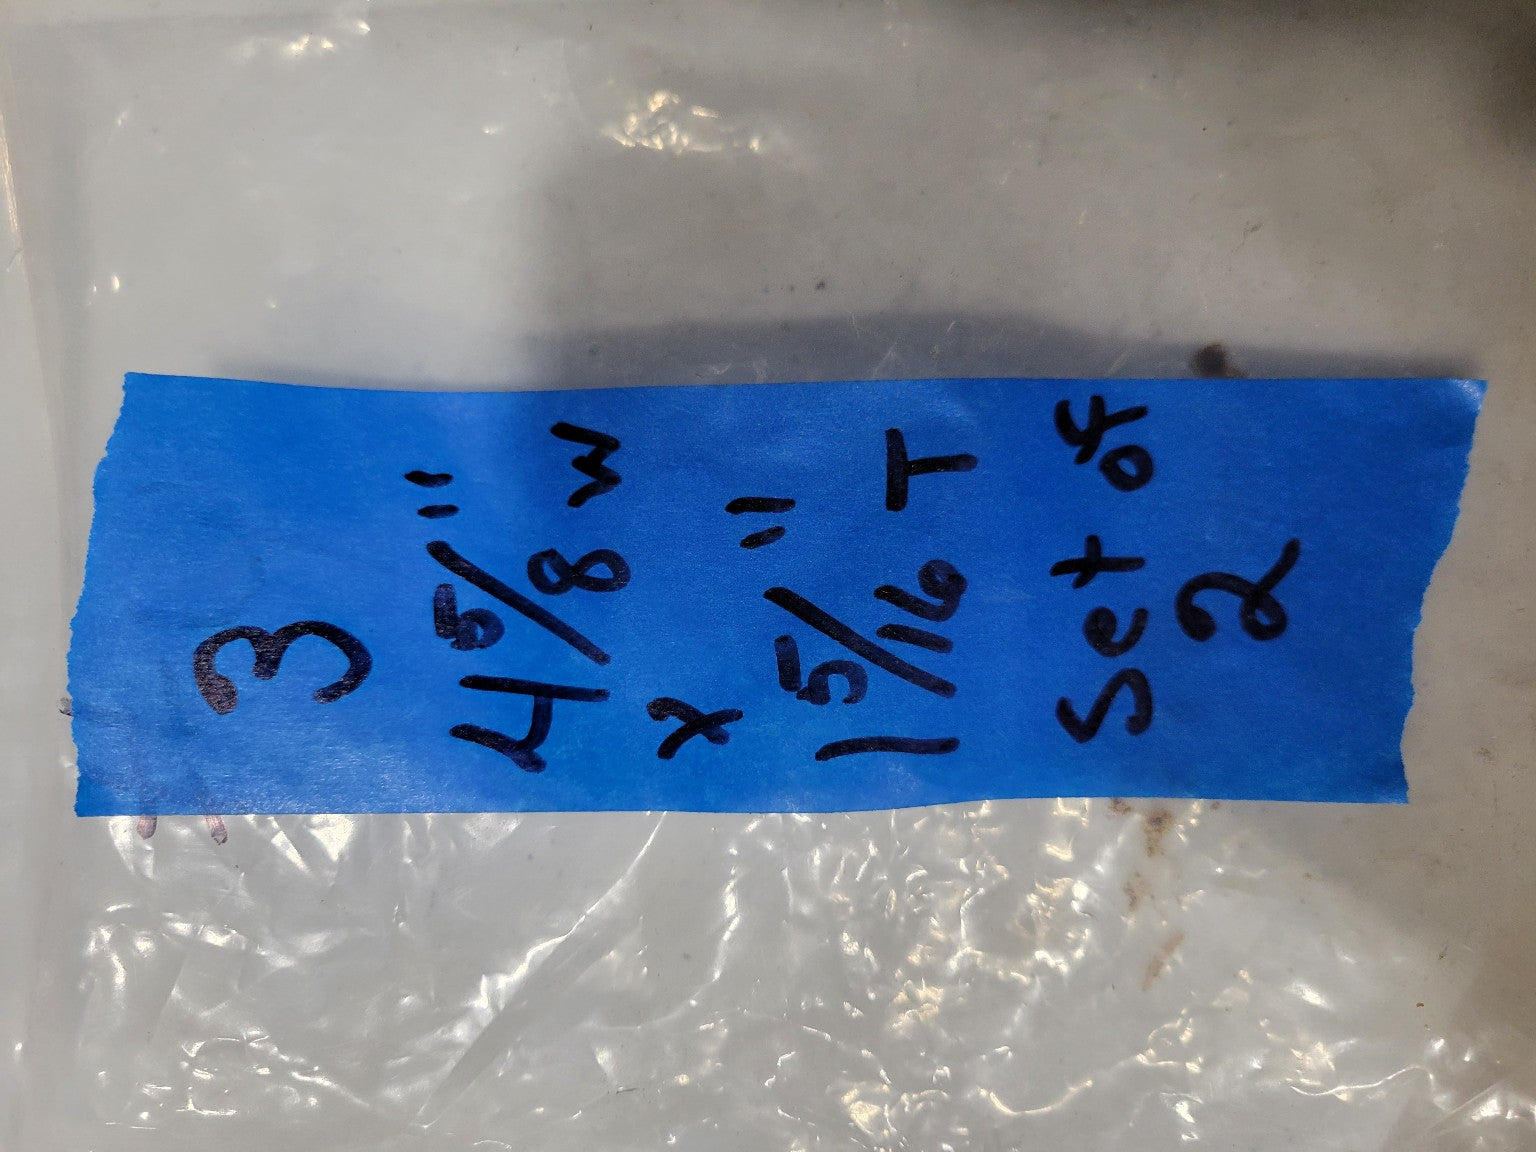 3
4 5/8" W
x
1 5/16" T
Set of
2